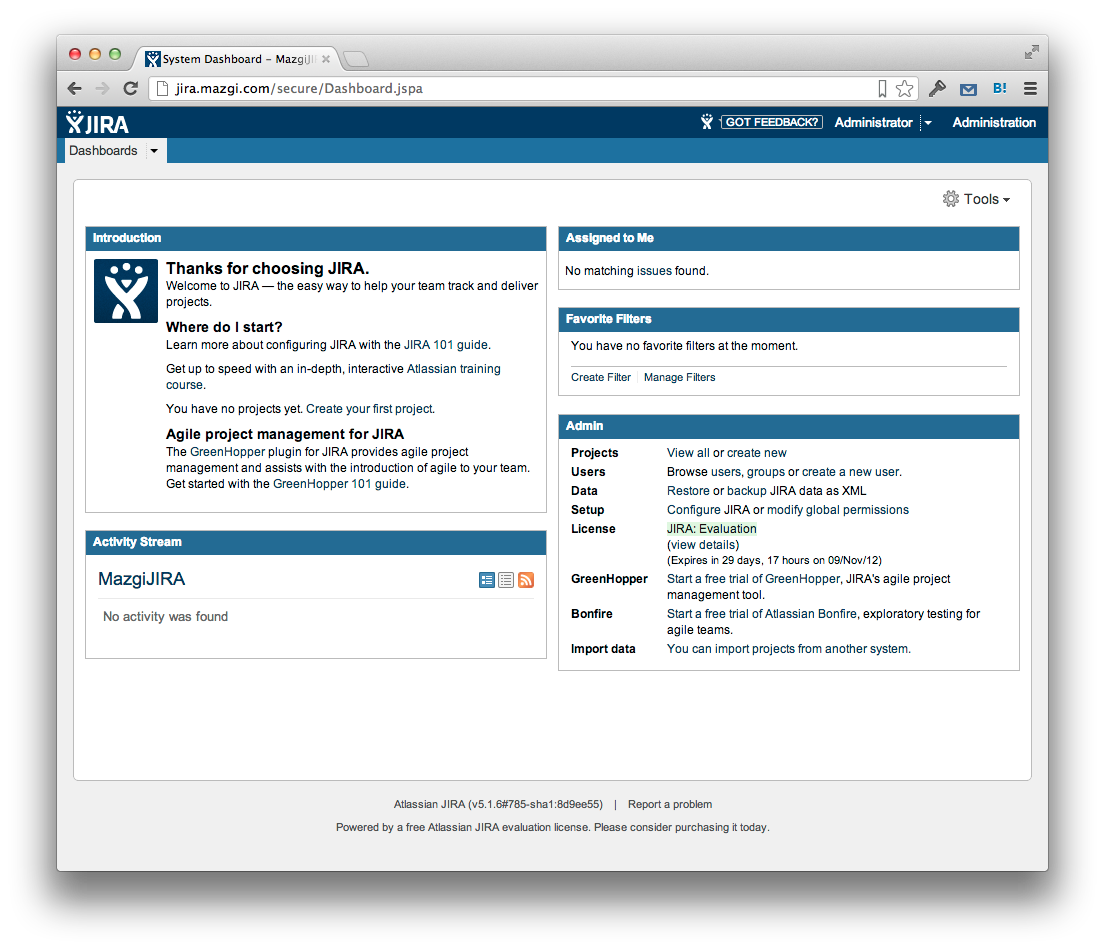 System Dashboard - MazgiJI
jira.mazgi.com/secure/Dashboard.jspa
B!
JIRA
GOT FEEDBACK?
Administrator
Administration
Dashboards
Tools
Introduction
Thanks for choosing JIRA.
Welcome to JIRA — the easy way to help your team track and deliver
projects.
Where do I start?
Learn more about configuring JIRA with the JIRA 101 guide.
Get up to speed with an in-depth, interactive Atlassian training
course.
You have no projects yet. Create your first project.
Agile project management for JIRA
The GreenHopper plugin for JIRA provides agile project
management and assists with the introduction of agile to your team.
Get started with the GreenHopper 101 guide.
Activity Stream
MazgiJIRA
No activity was found
Assigned to Me
No matching issues found.
Favorite Filters
You have no favorite filters at the moment.
Create Filter | Manage Filters
Admin
Projects View all or create new
Users Browse users, groups or create a new user.
Data Restore or backup JIRA data as XML
Setup Configure JIRA or modify global permissions
License JIRA: Evaluation
(view details)
(Expires in 29 days, 17 hours on 09/Nov/12)
GreenHopper Start a free trial of GreenHopper, JIRA's agile project
management tool.
Bonfire Start a free trial of Atlassian Bonfire, exploratory testing for
agile teams.
Import data You can import projects from another system.
Atlassian JIRA (v5.1.6#785-sha1:8d9ee55) | Report a problem
Powered by a free Atlassian JIRA evaluation license. Please consider purchasing it today.